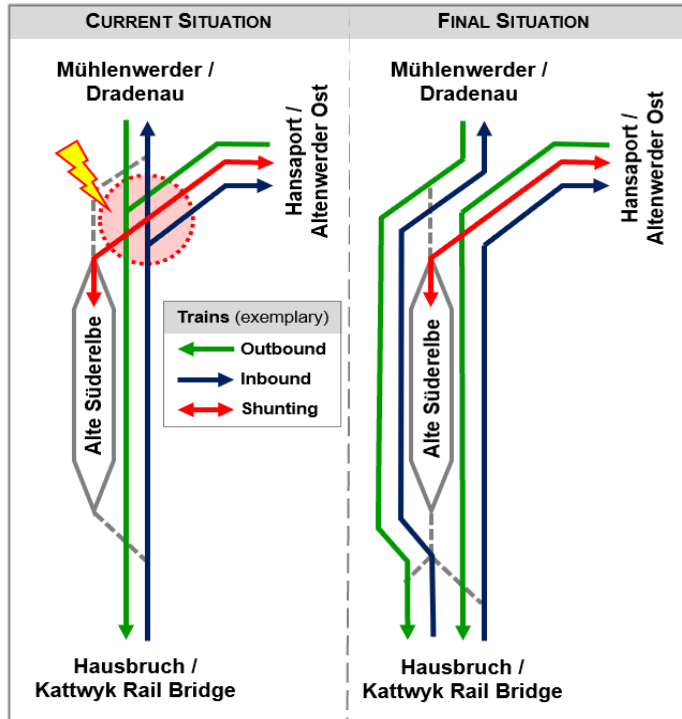 CURRENT SITUATION
FINAL SITUATION
Mühlenwerder /
Dradenau
Hansaport /
Altenwerder Ost
Alte Süderelbe
Trains (exemplary)
Outbound
Inbound
Shunting
Hausbruch /
Kattwyk Rail Bridge
Mühlenwerder /
Dradenau
Hansaport /
Altenwerder Ost
Alte Süderelbe
Hausbruch /
Kattwyk Rail Bridge